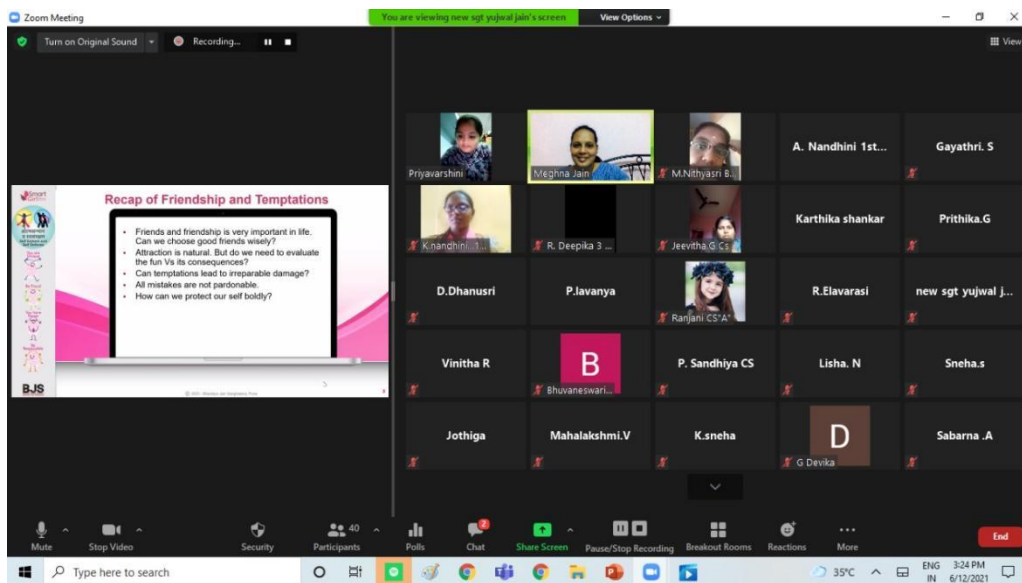 Zoom Meeting
You are viewing new sgt yujwal jain's screen
View Options
Turn on Original Sound
Recording...
View
Smart
Recap of Friendship and Temptations
• Friends and friendship is very important in life.
Can we choose good friends wisely?
• Attraction is natural. But do we need to evaluate
the fun Vs its consequences?
• Can temptations lead to irreparable damage?
• All mistakes are not pardonable.
• How can we protect our self boldly?
BJS
Priyavarshini
Meghna Jain
M.Nithyasri B...
A. Nandhini 1st...
Gayathri. S
K.nandhini...1...
R. Deepika 3 ...
Jeevitha.G Cs
Karthika shankar
Prithika.G
D.Dhanusri
P.lavanya
Ranjani CS"A"
R.Elavarasi
new sgt yujwal j...
Vinitha R
B
Bhuvaneswari...
P. Sandhiya CS
Lisha. N
Sneha.s
Jothiga
Mahalakshmi.V
K.sneha
D
G Devika
Sabarna .A
Mute
Stop Video
Security
Participants
40
Polls
Chat
2
Share Screen
Pause/Stop Recording
Breakout Rooms
Reactions
More
End
Type here to search
35°C
ENG
IN
3:24 PM
6/12/2021